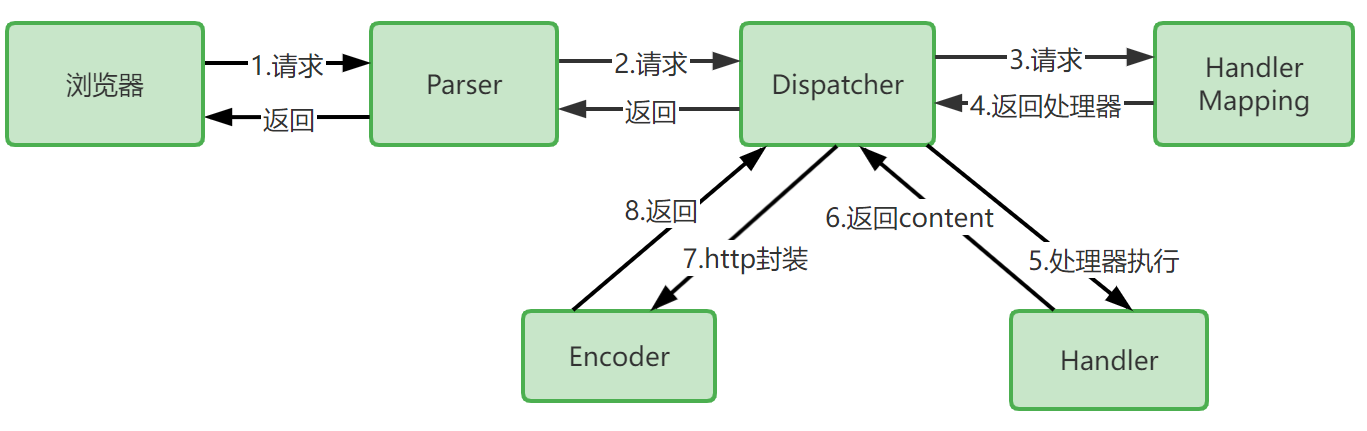 浏览器
1.请求
返回
Parser
2.请求
返回
Dispatcher
3.请求
4.返回处理器
Handler
Mapping
8.返回
7.http封装
6.返回content
5.处理器执行
Encoder
Handler